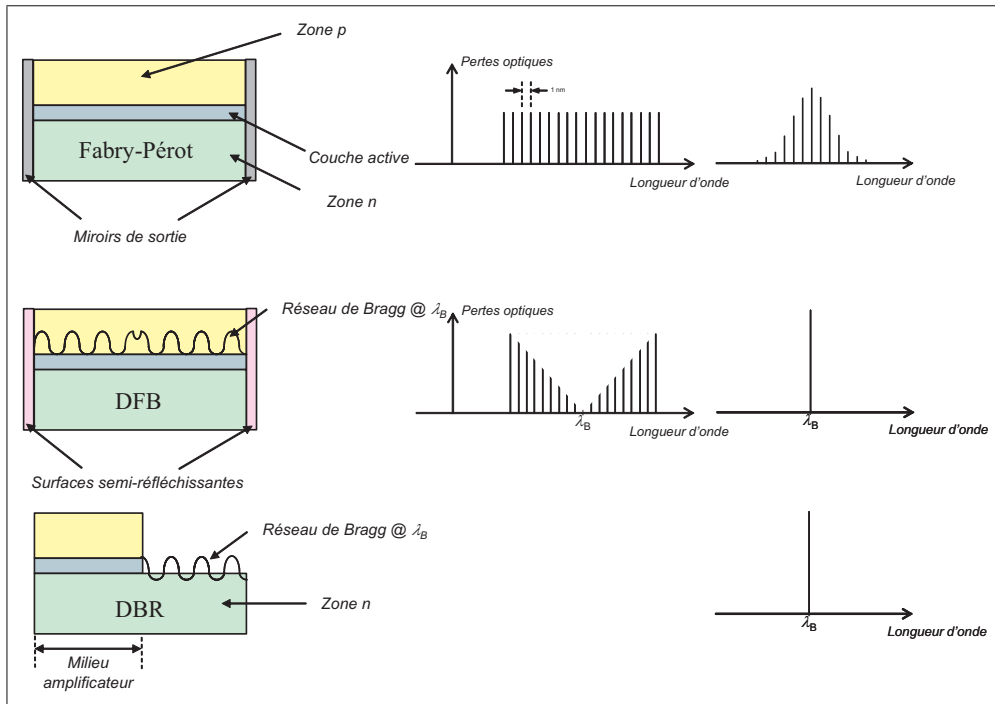 Zone p
Pertes optiques
1 nm
Fabry-Pérot
Couche active
Longueur d'onde
Longueur d'onde
Zone n
Miroirs de sortie
Réseau de Bragg @ λB
Pertes optiques
DFB
λB
Longueur d'onde
λB
Longueur d'onde
Surfaces semi-réfléchissantes
Réseau de Bragg @ λB
DBR
Zone n
λB
Longueur d'onde
Milieu
amplificateur